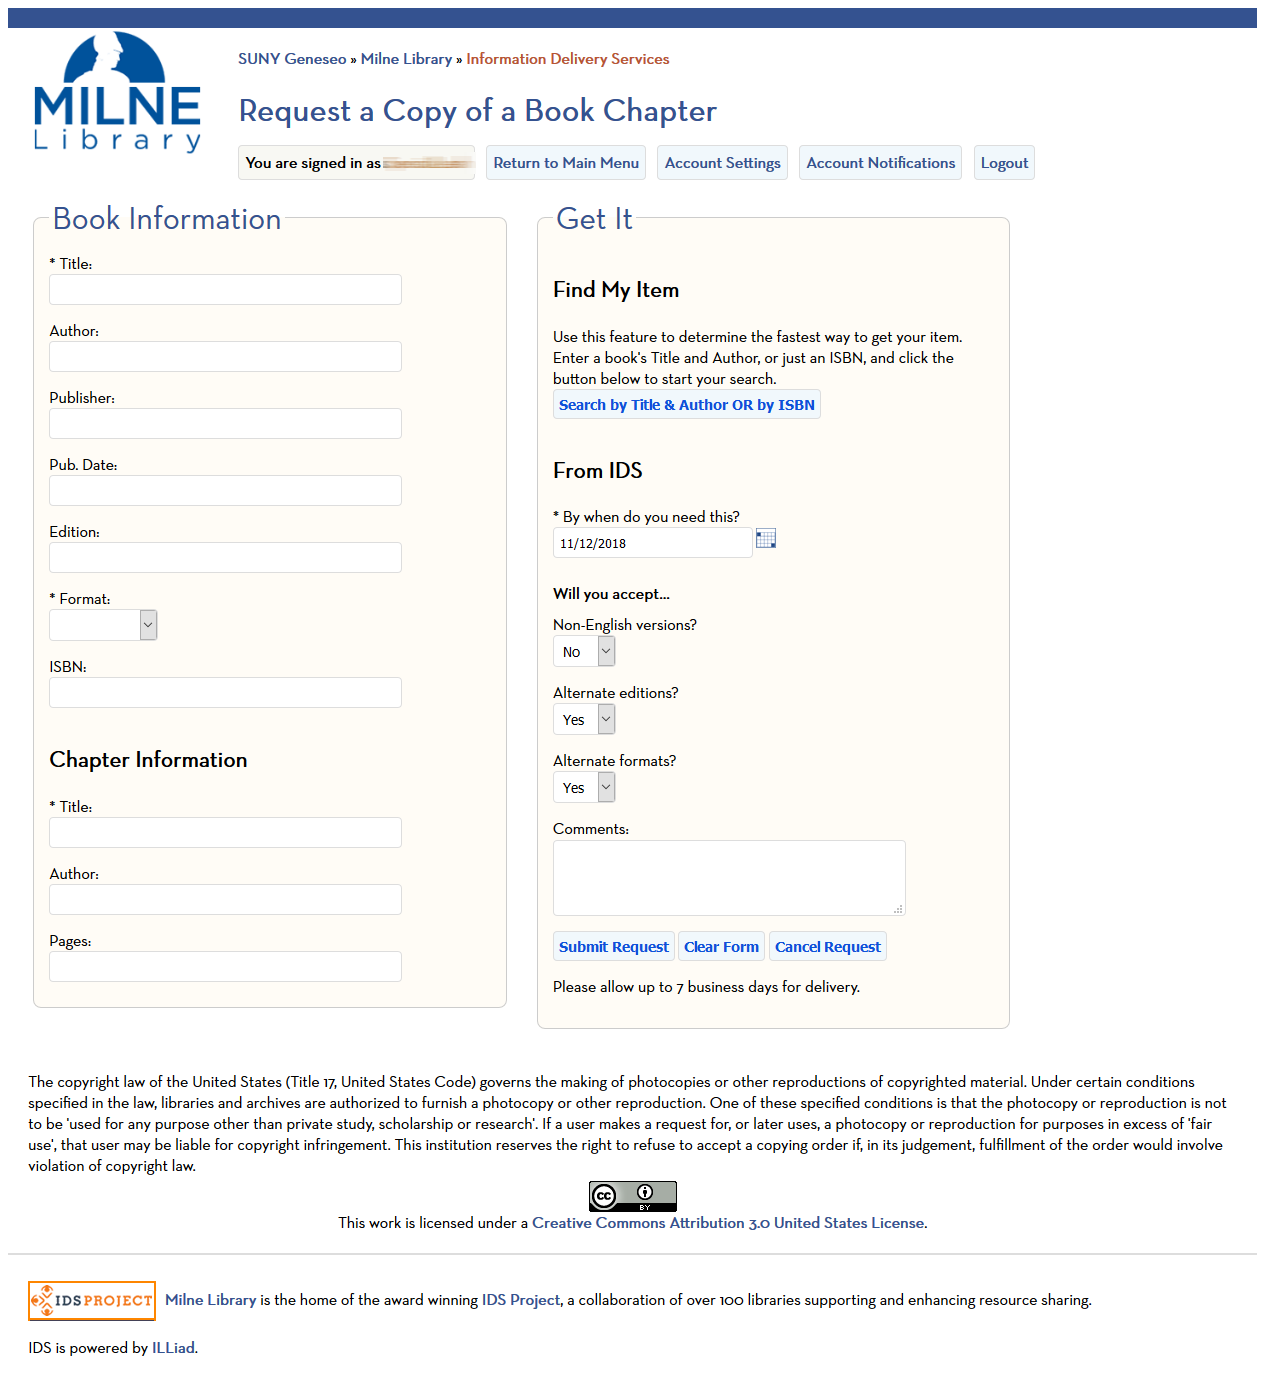 MILNE
Library
SUNY Geneseo » Milne Library » Information Delivery Services
Request a Copy of a Book Chapter
You are signed in as
Return to Main Menu
Account Settings
Account Notifications
Logout
Book Information
* Title:
Author:
Publisher:
Pub. Date:
Edition:
* Format:
ISBN:
Chapter Information
* Title:
Author:
Pages:
Get It
Find My Item
Use this feature to determine the fastest way to get your item.
Enter a book's Title and Author, or just an ISBN, and click the
button below to start your search.
Search by Title & Author OR by ISBN
From IDS
* By when do you need this?
11/12/2018
Will you accept...
Non-English versions?
No
Alternate editions?
Yes
Alternate formats?
Yes
Comments:
Submit Request
Clear Form
Cancel Request
Please allow up to 7 business days for delivery.
The copyright law of the United States (Title 17, United States Code) governs the making of photocopies or other reproductions of copyrighted material. Under certain conditions
specified in the law, libraries and archives are authorized to furnish a photocopy or other reproduction. One of these specified conditions is that the photocopy or reproduction is not
to be 'used for any purpose other than private study, scholarship or research'. If a user makes a request for, or later uses, a photocopy or reproduction for purposes in excess of 'fair
use', that user may be liable for copyright infringement. This institution reserves the right to refuse to accept a copying order if, in its judgement, fulfillment of the order would involve
violation of copyright law.
cc
BY
This work is licensed under a Creative Commons Attribution 3.0 United States License.
IDS PROJECT
Milne Library is the home of the award winning IDS Project, a collaboration of over 100 libraries supporting and enhancing resource sharing.
IDS is powered by ILLiad.